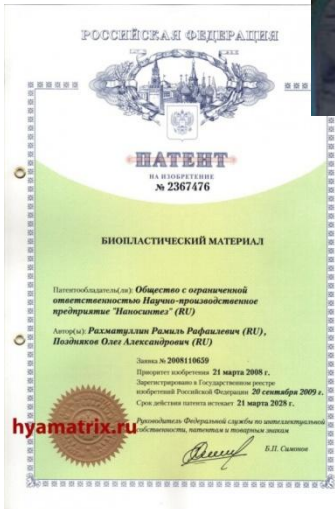 РОССИЙСКАЯ ФЕДЕРАЦИЯ
ПАТЕНТ
НА ИЗОБРЕТЕНИЕ
№ 2367476
БИОПЛАСТИЧЕСКИЙ МАТЕРИАЛ
Патентообладатель(ли): Общество с ограниченной
ответственностью Научно-производственное
предприятие "Наносинтез" (RU)
Автор(ы): Рахматуллин Рамиль Рафаилевич (RU),
Поздняков Олег Александрович (RU)
Заявка № 2008110659
Приоритет изобретения 21 марта 2008 г.
Зарегистрировано в Государственном реестре
изобретений Российской Федерации 20 сентября 2009 г.
Срок действия патента истекает 21 марта 2028 г.
Руководитель Федеральной службы по интеллектуальной
собственности, патентам и товарным знакам
Б.П. Симонов
hyamatrix.ru